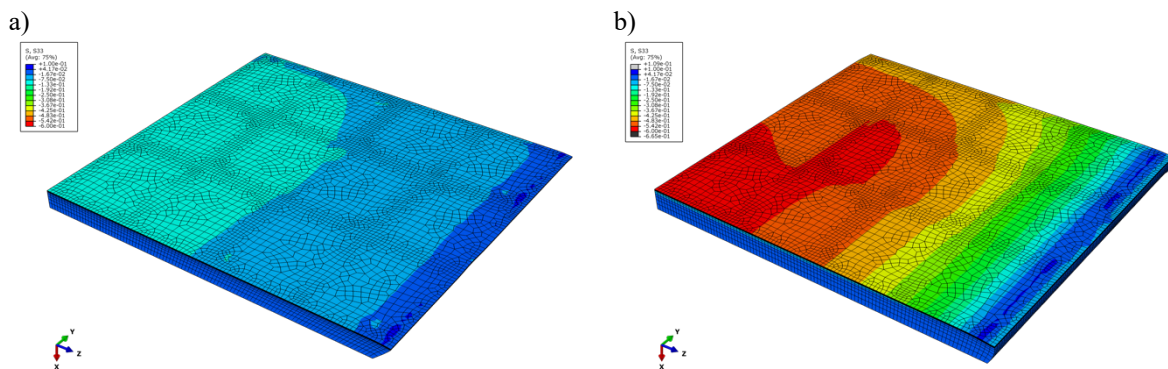 a)
S, S33
(Avg: 75%)
+1.00e-01
+4.17e-02
-1.67e-02
-7.50e-02
-1.33e-01
-1.92e-01
-2.50e-01
-3.08e-01
-3.67e-01
-4.25e-01
-4.83e-01
-5.42e-01
-6.00e-01
Y
Z
X
b)
S, S33
(Avg: 75%)
+1.09e-01
+1.00e-01
+4.17e-02
-1.67e-02
-7.50e-02
-1.33e-01
-1.92e-01
-2.50e-01
-3.08e-01
-3.67e-01
-4.25e-01
-4.83e-01
-5.42e-01
-6.00e-01
-6.65e-01
Y
Z
X